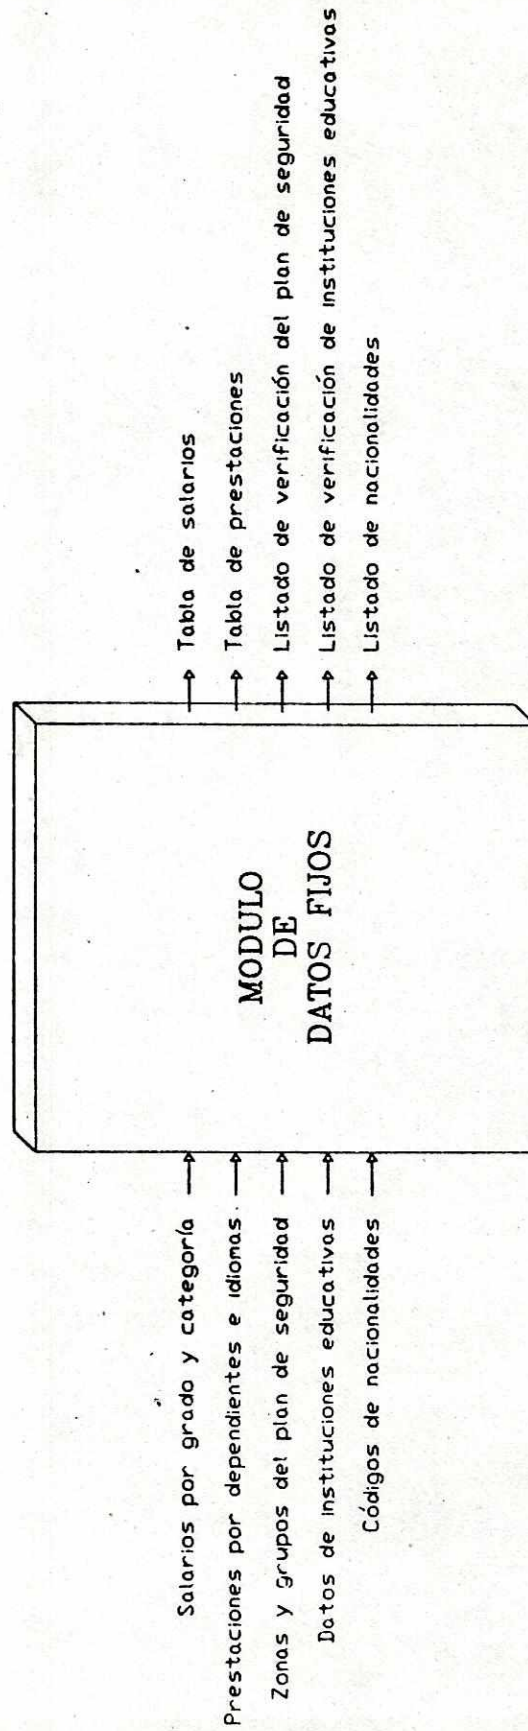 Salarios por grado y categoría
Prestaciones por dependientes e idiomas.
Zonas y grupos del plan de seguridad
Datos de instituciones educativas
Códigos de nacionalidades
MODULO
DE
DATOS FIJOS
Tabla de salarios
Tabla de prestaciones
Listado de verificación del plan de seguridad
Listado de verificación de instituciones educativas
Listado de nacionalidades